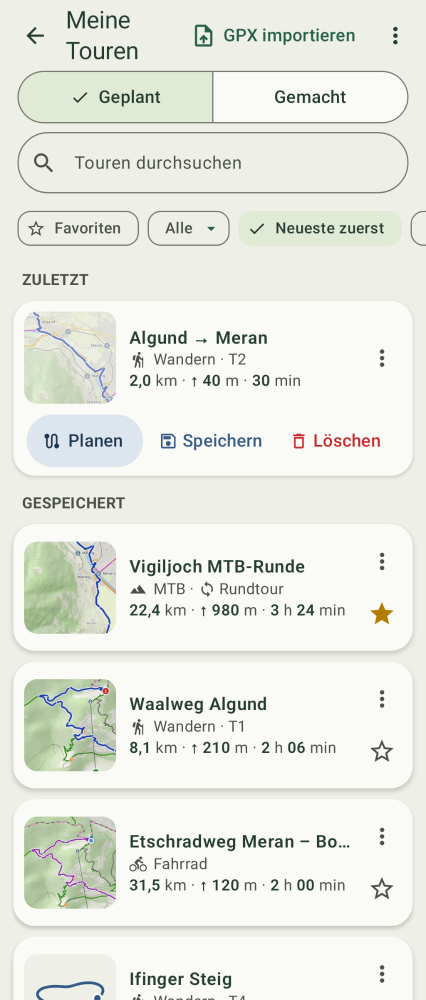 Meine
Touren
GPX importieren
Geplant
Gemacht
Touren durchsuchen
Favoriten
Alle
Neueste zuerst
ZULETZT
Algund → Meran
Wandern · T2
2,0 km · ↑ 40 m · 30 min
Planen
Speichern
Löschen
GESPEICHERT
Vigiljoch MTB-Runde
MTB · Rundtour
22,4 km · ↑ 980 m · 3 h 24 min
Waalweg Algund
Wandern · T1
8,1 km · ↑ 210 m · 2 h 06 min
Etschradweg Meran – Bo…
Fahrrad
31,5 km · ↑ 120 m · 2 h 00 min
Ifinger Steig
Wandern · T4